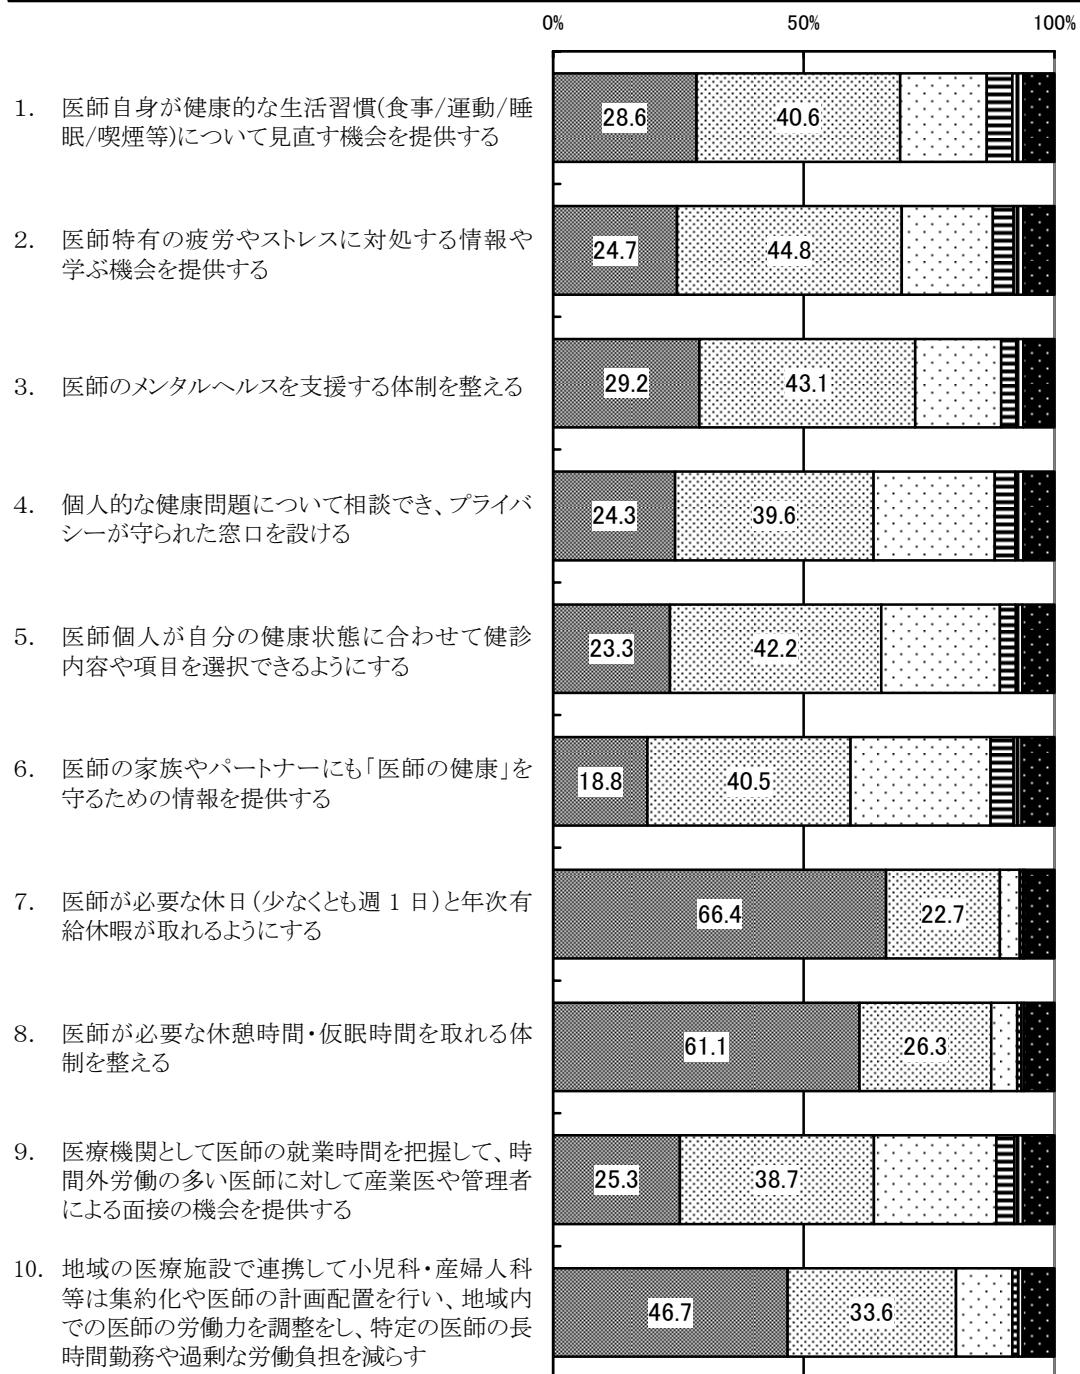 0%　50%　100%
1.　医師自身が健康的な生活習慣(食事/運動/睡
眠/喫煙等)について見直す機会を提供する
28.6　40.6
2.　医師特有の疲労やストレスに対処する情報や
学ぶ機会を提供する
24.7　44.8
3.　医師のメンタルヘルスを支援する体制を整える
29.2　43.1
4.　個人的な健康問題について相談でき、プライバ
シーが守られた窓口を設ける
24.3　39.6
5.　医師個人が自分の健康状態に合わせて健診
内容や項目を選択できるようにする
23.3　42.2
6.　医師の家族やパートナーにも「医師の健康」を
守るための情報を提供する
18.8　40.5
7.　医師が必要な休日(少なくとも週 1 日)と年次有
給休暇が取れるようにする
66.4　22.7
8.　医師が必要な休憩時間・仮眠時間を取れる体
制を整える
61.1　26.3
9.　医療機関として医師の就業時間を把握して、時
間外労働の多い医師に対して産業医や管理者
による面接の機会を提供する
25.3　38.7
10.　地域の医療施設で連携して小児科・産婦人科
等は集約化や医師の計画配置を行い、地域内
での医師の労働力を調整をし、特定の医師の長
時間勤務や過剰な労働負担を減らす
46.7　33.6